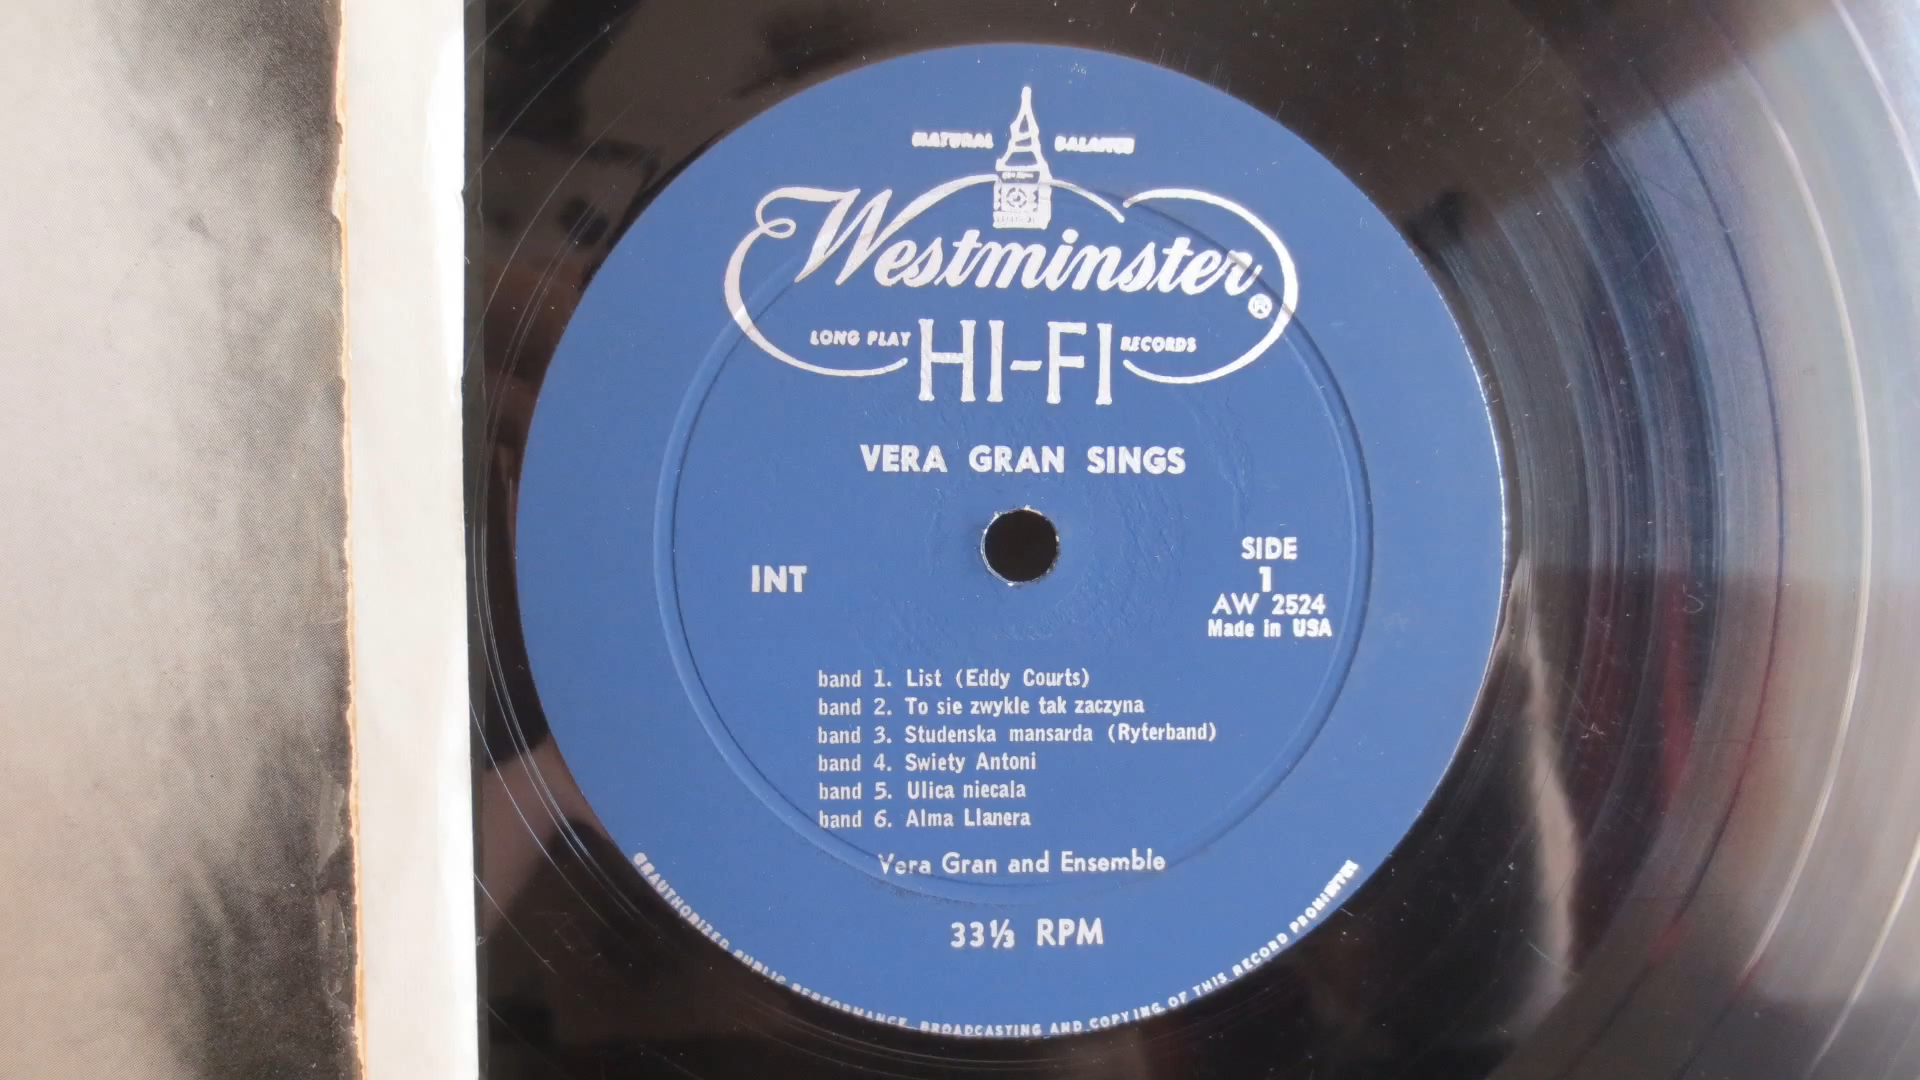 NATURAL BALANCE
Westminster®
LONG PLAY HI-FI RECORDS
VERA GRAN SINGS
INT
SIDE
1
AW 2524
Made in USA
band 1. List (Eddy Courts)
band 2. To sie zwykle tak zaczyna
band 3. Studenska mansarda (Ryterband)
band 4. Swiety Antoni
band 5. Ulica niecala
band 6. Alma Llanera
Vera Gran and Ensemble
33⅓ RPM
UNAUTHORIZED PUBLIC PERFORMANCE, BROADCASTING AND COPYING OF THIS RECORD PROHIBITED